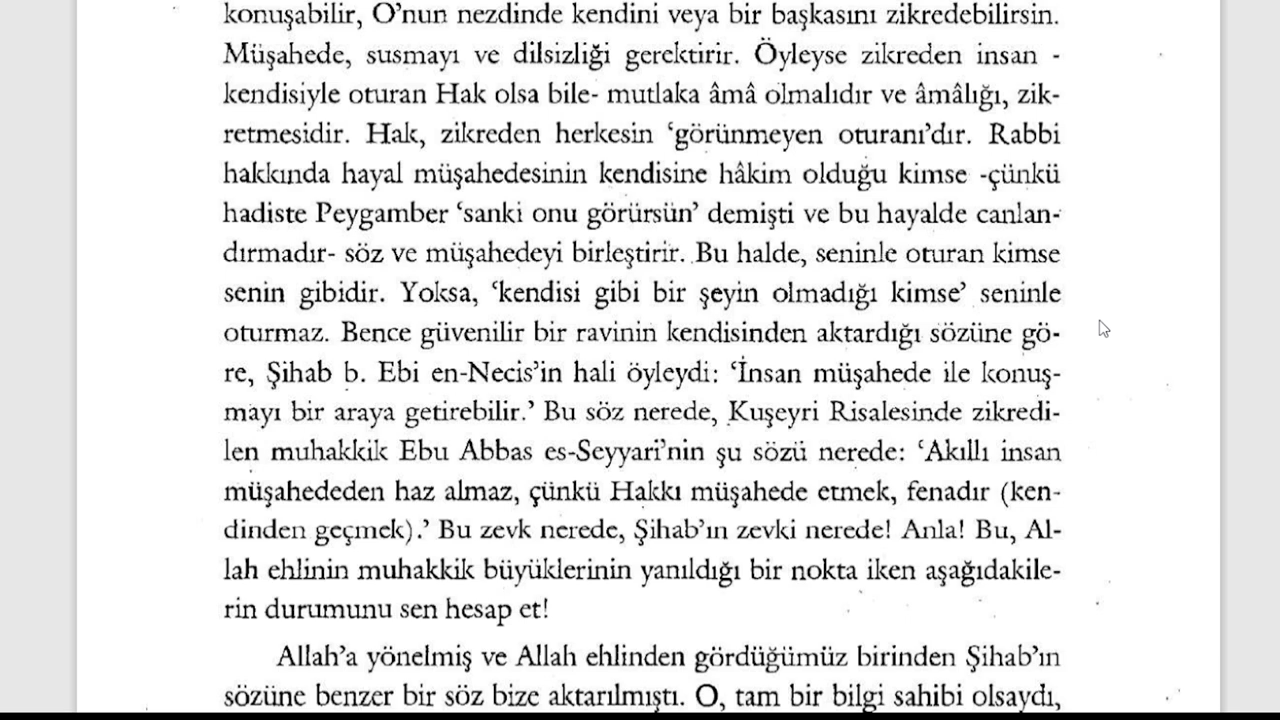 konuşabilir, O’nun nezdinde kendini veya bir başkasını zikredebilirsin.
Müşahede, susmayı ve dilsizliği gerektirir. Öyleyse zikreden insan -
kendisiyle oturan Hak olsa bile- mutlaka âmâ olmalıdır ve âmâlığı, zik-
retmesidir. Hak, zikreden herkesin ‘görünmeyen oturanı’dır. Rabbi
hakkında hayal müşahedesinin kendisine hâkim olduğu kimse -çünkü
hadiste Peygamber ‘sanki onu görürsün’ demişti ve bu hayalde canlan-
dırmadır- söz ve müşahedeyi birleştirir. Bu halde, seninle oturan kimse
senin gibidir. Yoksa, ‘kendisi gibi bir şeyin olmadığı kimse’ seninle
oturmaz. Bence güvenilir bir ravinin kendisinden aktardığı sözüne gö-
re, Şihab b. Ebi en-Necis’in hali öyleydi: ‘İnsan müşahede ile konuş-
mayı bir araya getirebilir.’ Bu söz nerede, Kuşeyri Risalesinde zikredi-
len muhakkik Ebu Abbas es-Seyyari’nin şu sözü nerede: ‘Akıllı insan
müşahededen haz almaz, çünkü Hakkı müşahede etmek, fenadır (ken-
dinden geçmek).’ Bu zevk nerede, Şihab’ın zevki nerede! Anla! Bu, Al-
lah ehlinin muhakkik büyüklerinin yanıldığı bir nokta iken aşağıdakile-
rin durumunu sen hesap et!
Allah’a yönelmiş ve Allah ehlinden gördüğümüz birinden Şihab’ın
sözüne benzer bir söz bize aktarılmıştı. O, tam bir bilgi sahibi olsaydı,